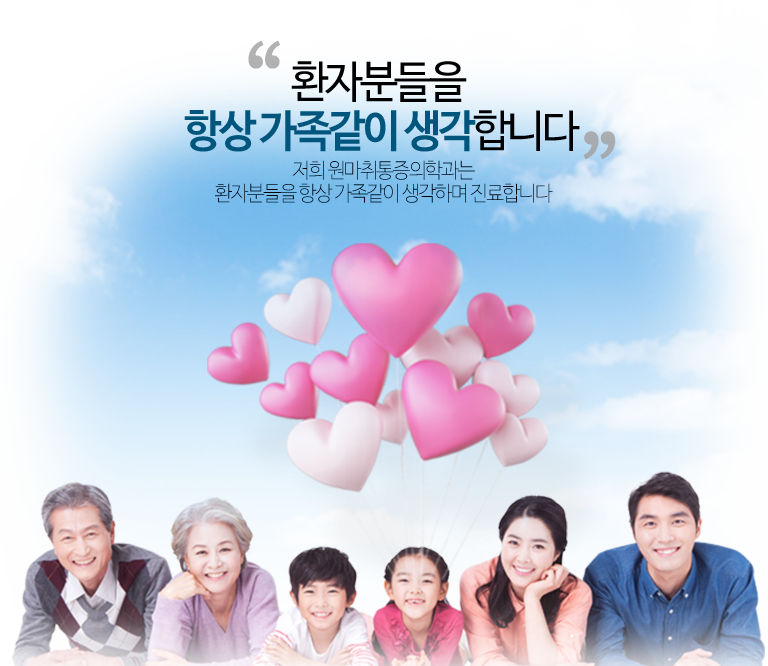 “ 환자분들을
항상 가족같이 생각합니다 ”
저희 원마취통증의학과는
환자분들을 항상 가족같이 생각하며 진료합니다